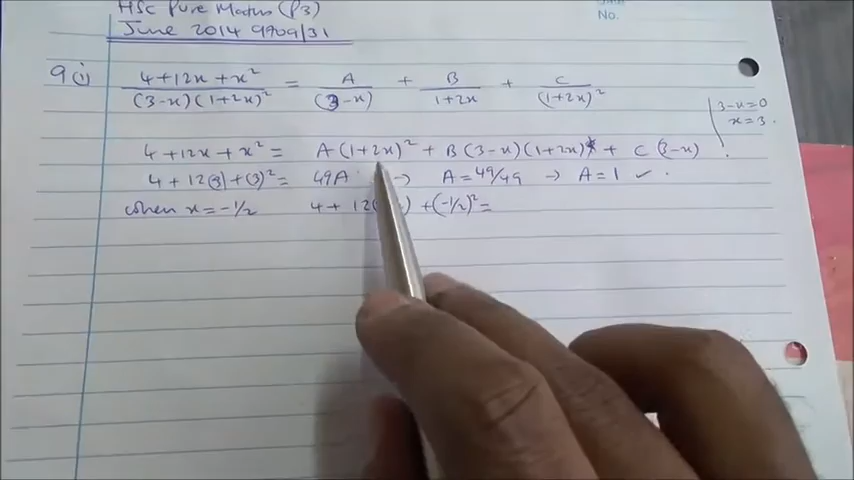 HSC Pure Maths (P3)
June 2014 9709/31
No.
9(i) (4+12x+x²)/((3-x)(1+2x)²) = A/(3-x) + B/(1+2x) + C/(1+2x)²
3-x=0
x=3.
4+12x+x² = A(1+2x)² + B(3-x)(1+2x) + C(3-x)
4+12(3)+(3)² = 49A → A=49/49 → A=1 ✓.
when x=-1/2 4+12( ) +(-1/2)² =